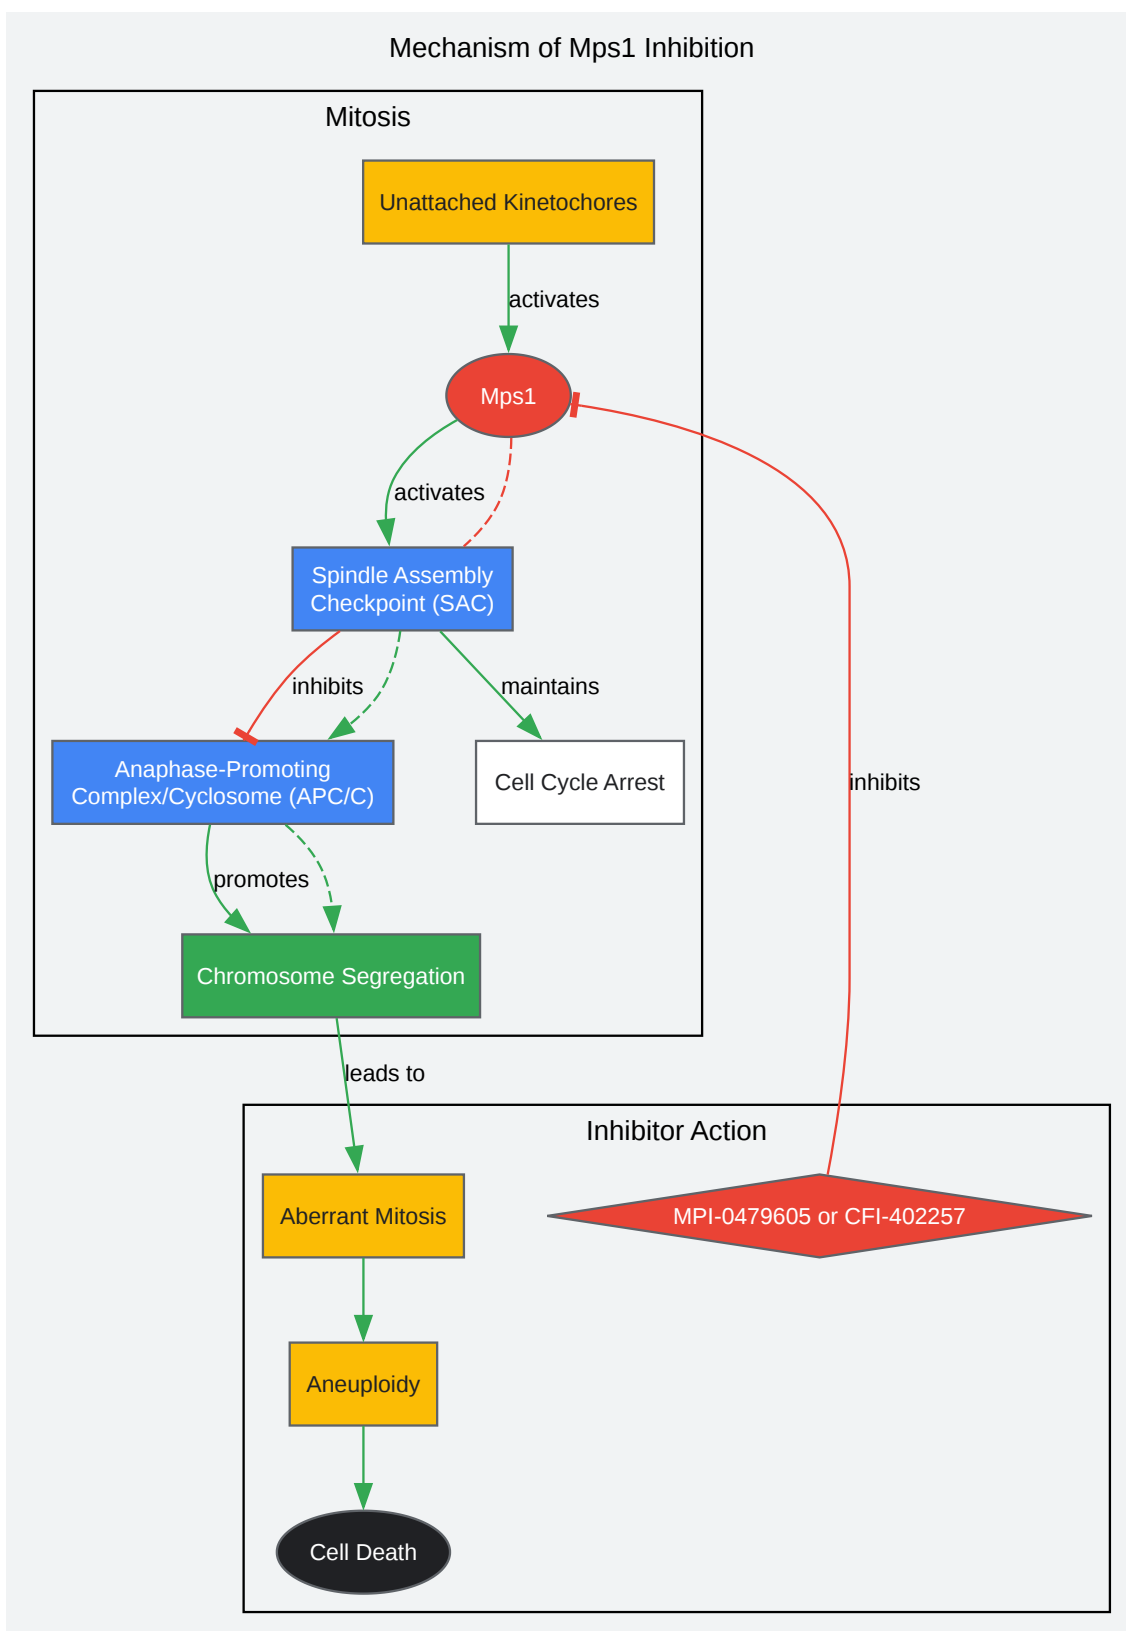 Mechanism of Mps1 Inhibition
Mitosis
Unattached Kinetochores
activates
Mps1
activates
Spindle Assembly
Checkpoint (SAC)
inhibits
maintains
Anaphase-Promoting
Complex/Cyclosome (APC/C)
Cell Cycle Arrest
inhibits
promotes
Chromosome Segregation
leads to
Inhibitor Action
Aberrant Mitosis
MPI-0479605 or CFI-402257
Aneuploidy
Cell Death